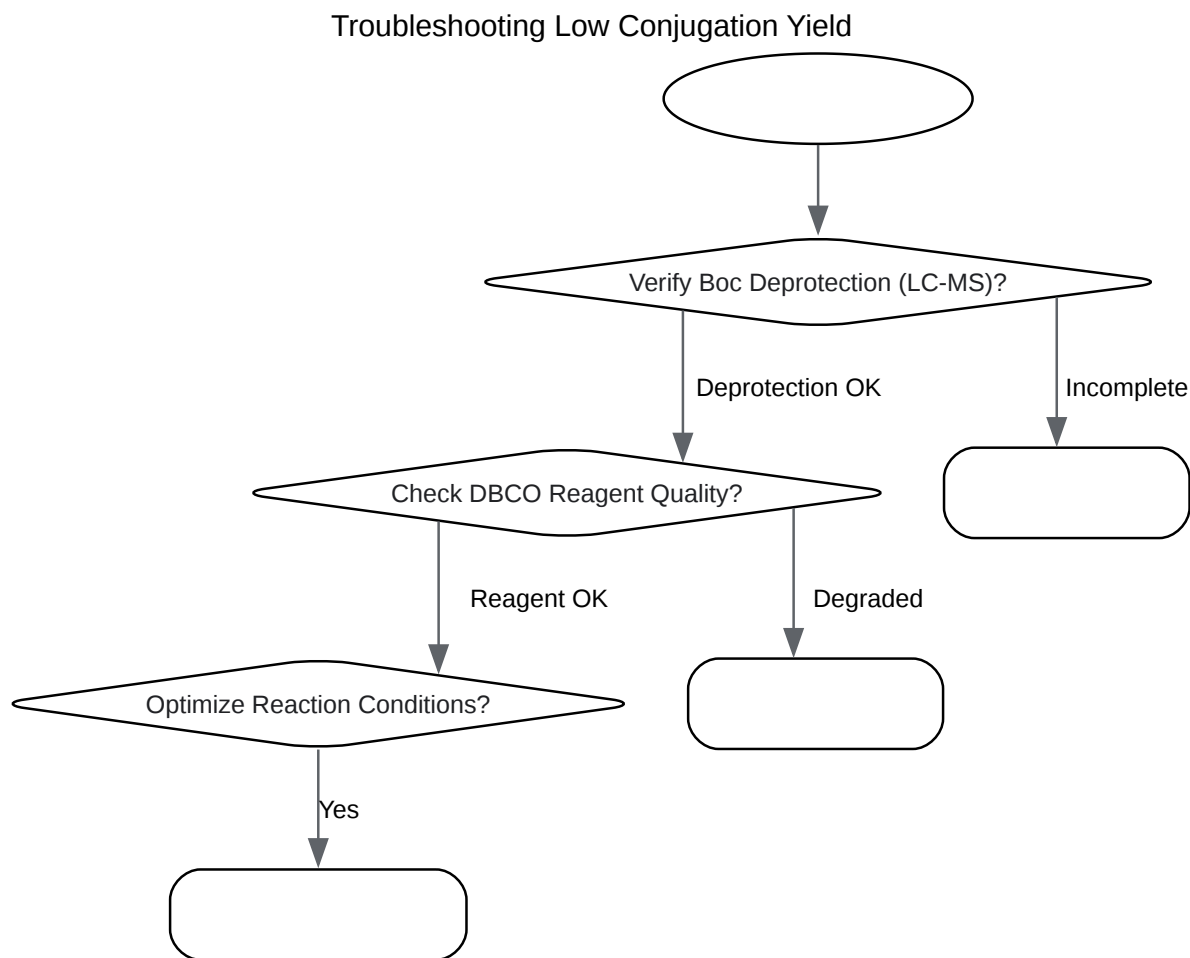 Troubleshooting Low Conjugation Yield
Verify Boc Deprotection (LC-MS)?
Deprotection OK
Incomplete
Check DBCO Reagent Quality?
Reagent OK
Degraded
Optimize Reaction Conditions?
Yes